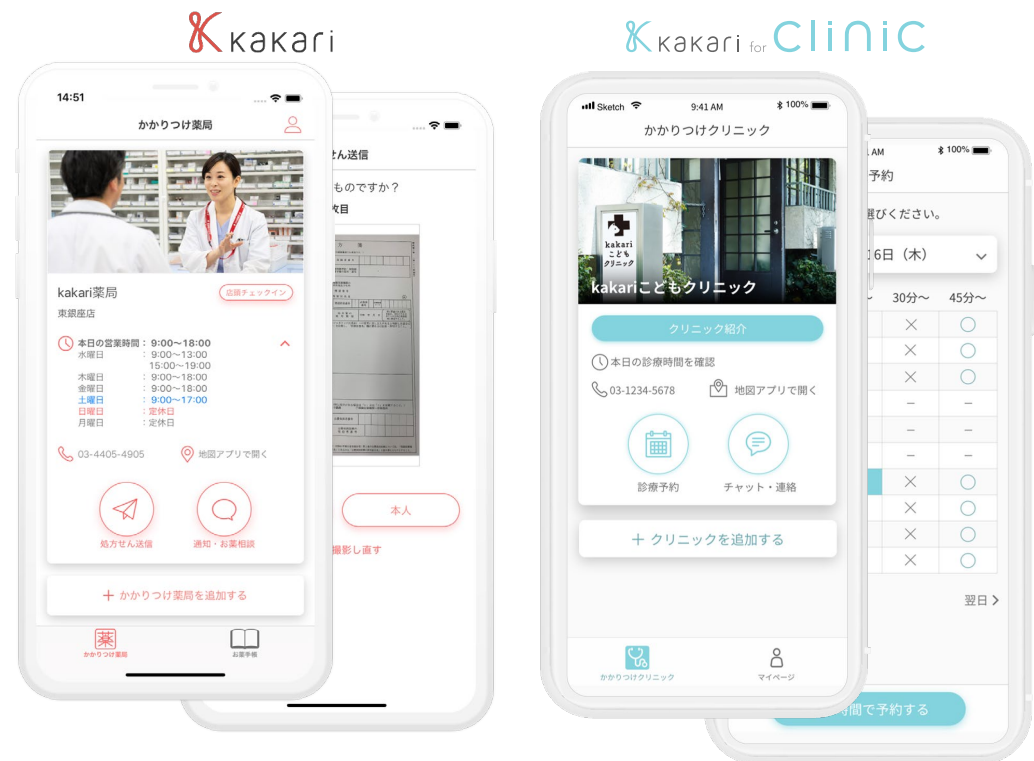 kakari
kakari for CliniC
14:51
かかりつけ薬局
kakari薬局
店頭チェックイン
東銀座店
本日の営業時間： 9:00〜18:00
水曜日 ： 9:00〜13:00
15:00〜19:00
木曜日 ： 9:00〜18:00
金曜日 ： 9:00〜18:00
土曜日 ： 9:00〜17:00
日曜日 ：定休日
月曜日 ：定休日
03-4405-4905
地図アプリで開く
処方せん送信
通知・お薬相談
＋ かかりつけ薬局を追加する
薬
かかりつけ薬局
お薬手帳
せん送信
ものですか？
枚目
本人
撮影し直す
Sketch
9:41 AM
100%
かかりつけクリニック
kakari
こども
クリニック
kakariこどもクリニック
クリニック紹介
本日の診療時間を確認
03-1234-5678
地図アプリで開く
診療予約
チャット・連絡
＋ クリニックを追加する
かかりつけクリニック
マイページ
AM
100%
予約
選びください。
6日（木）
〜 30分〜 45分〜
× ○
× ○
× ○
− −
− −
− −
× ○
× ○
× ○
× ○
翌日
時間で予約する